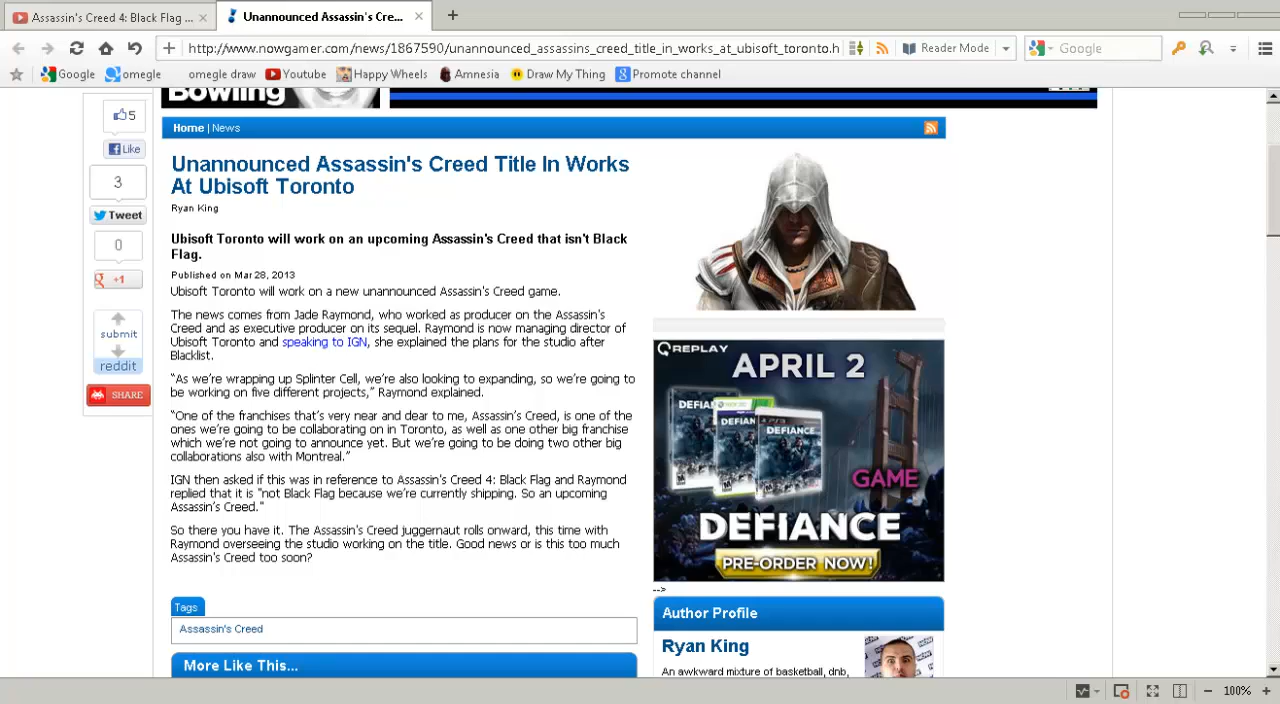 Assassin's Creed 4: Black Flag ...
Unannounced Assassin's Cre...
http://www.nowgamer.com/news/1867590/unannounced_assassins_creed_title_in_works_at_ubisoft_toronto.h
Reader Mode
Google
Google
omegle
omegle draw
Youtube
Happy Wheels
Amnesia
Draw My Thing
Promote channel
Bowling
Home | News
5
Like
3
Tweet
0
+1
submit
reddit
SHARE
Unannounced Assassin's Creed Title In Works
At Ubisoft Toronto
Ryan King
Ubisoft Toronto will work on an upcoming Assassin's Creed that isn't Black
Flag.
Published on Mar 28, 2013
Ubisoft Toronto will work on a new unannounced Assassin's Creed game.
The news comes from Jade Raymond, who worked as producer on the Assassin's
Creed and as executive producer on its sequel. Raymond is now managing director of
Ubisoft Toronto and speaking to IGN, she explained the plans for the studio after
Blacklist.
“As we're wrapping up Splinter Cell, we're also looking to expanding, so we're going to
be working on five different projects,” Raymond explained.
“One of the franchises that's very near and dear to me, Assassin's Creed, is one of the
ones we're going to be collaborating on in Toronto, as well as one other big franchise
which we're not going to announce yet. But we're going to be doing two other big
collaborations also with Montreal.”
IGN then asked if this was in reference to Assassin's Creed 4: Black Flag and Raymond
replied that it is "not Black Flag because we're currently shipping. So an upcoming
Assassin's Creed."
So there you have it. The Assassin's Creed juggernaut rolls onward, this time with
Raymond overseeing the studio working on the title. Good news or is this too much
Assassin's Creed too soon?
Tags
Assassin's Creed
More Like This...
REPLAY
APRIL 2
DEFIANCE
DEFIANCE
GAME
DEFIANCE
PRE-ORDER NOW!
-->
Author Profile
Ryan King
An awkward mixture of basketball, dnb,
100%